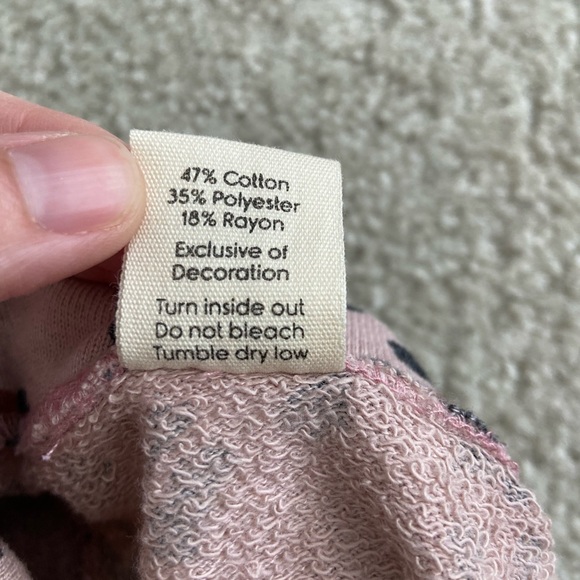 47% Cotton
35% Polyester
18% Rayon
Exclusive of
Decoration
Turn inside out
Do not bleach
Tumble dry low